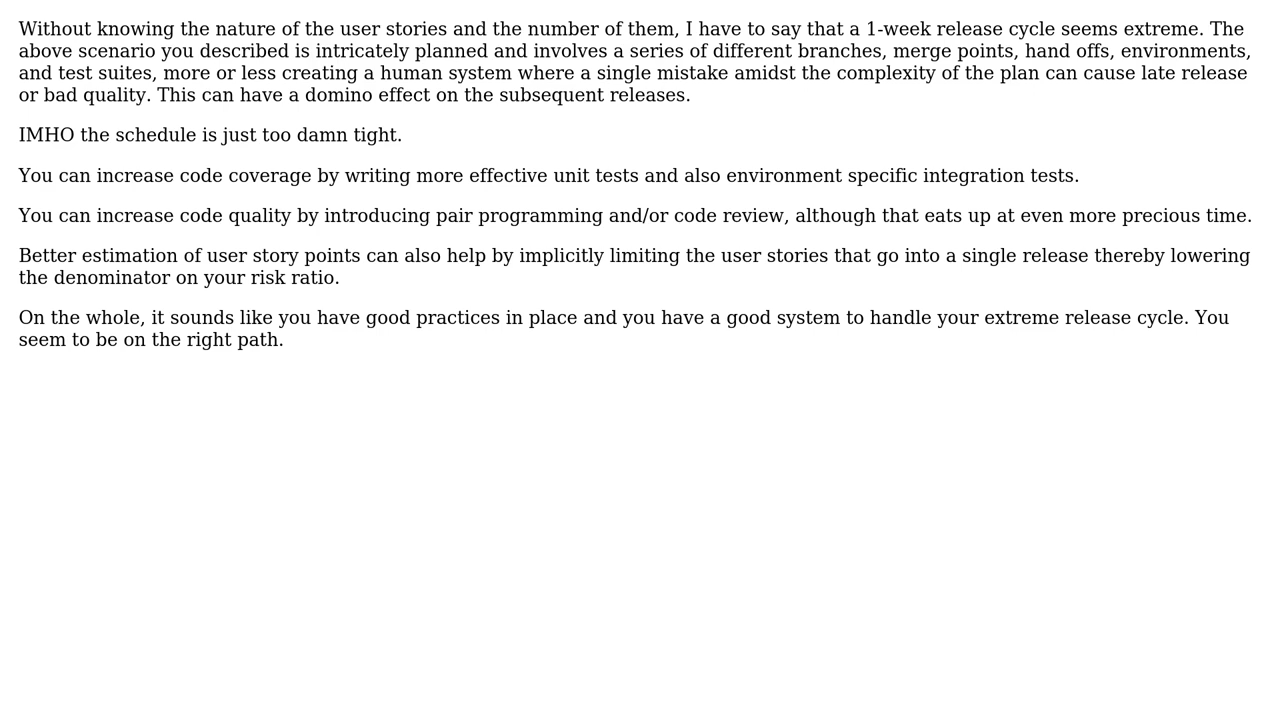 Without knowing the nature of the user stories and the number of them, I have to say that a 1-week release cycle seems extreme. The
above scenario you described is intricately planned and involves a series of different branches, merge points, hand offs, environments,
and test suites, more or less creating a human system where a single mistake amidst the complexity of the plan can cause late release
or bad quality. This can have a domino effect on the subsequent releases.
IMHO the schedule is just too damn tight.
You can increase code coverage by writing more effective unit tests and also environment specific integration tests.
You can increase code quality by introducing pair programming and/or code review, although that eats up at even more precious time.
Better estimation of user story points can also help by implicitly limiting the user stories that go into a single release thereby lowering
the denominator on your risk ratio.
On the whole, it sounds like you have good practices in place and you have a good system to handle your extreme release cycle. You
seem to be on the right path.